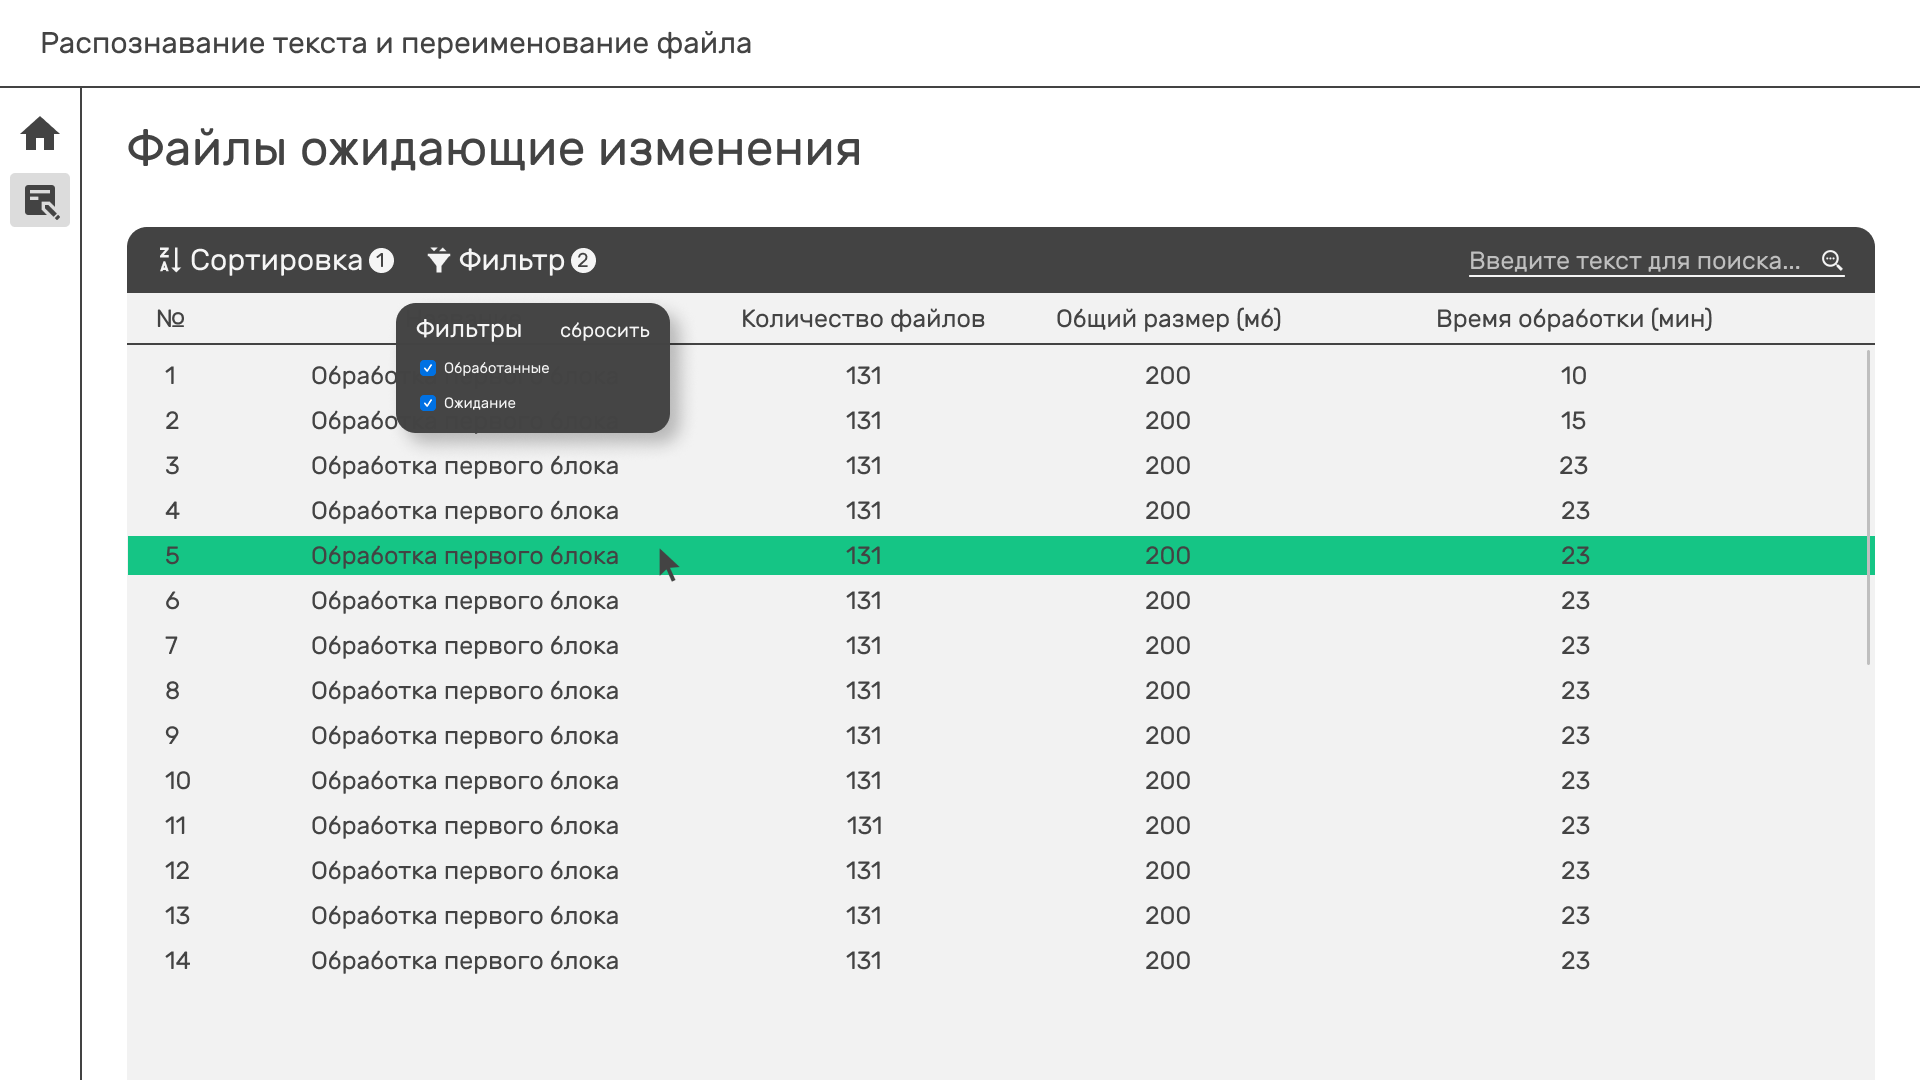 Распознавание текста и переименование файла
Файлы ожидающие изменения
Сортировка 1 Фильтр 2 Введите текст для поиска...
№ Количество файлов Общий размер (мб) Время обработки (мин)
Фильтры сбросить
Обработанные
Ожидание
1 Обрабо 131 200 10
2 Обрабо 131 200 15
3 Обработка первого блока 131 200 23
4 Обработка первого блока 131 200 23
5 Обработка первого блока 131 200 23
6 Обработка первого блока 131 200 23
7 Обработка первого блока 131 200 23
8 Обработка первого блока 131 200 23
9 Обработка первого блока 131 200 23
10 Обработка первого блока 131 200 23
11 Обработка первого блока 131 200 23
12 Обработка первого блока 131 200 23
13 Обработка первого блока 131 200 23
14 Обработка первого блока 131 200 23